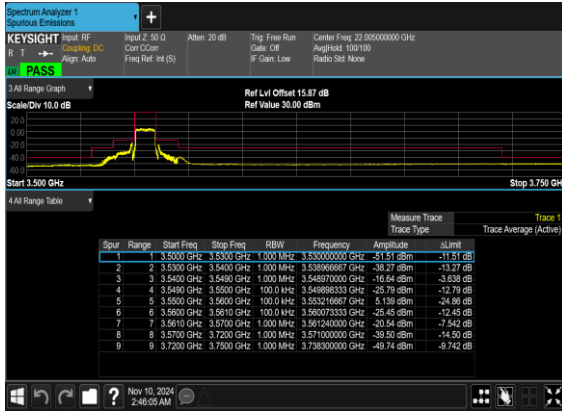 Spectrum Analyzer 1
Spurious Emissions
+
KEYSIGHT Input: RF Input Z: 50 Ω Atten: 20 dB Trig: Free Run Center Freq: 22.005000000 GHz
R T Coupling: DC Corr CCorr Gate: Off Avg|Hold: 100/100
Align: Auto Freq Ref: Int (S) IF Gain: Low Radio Std: None
PASS
3 All Range Graph
Ref Lvl Offset 15.87 dB
Scale/Div 10.0 dB Ref Value 30.00 dBm
20.0
0.00
-20.0
-40.0
Start 3.500 GHz Stop 3.750 GH
4 All Range Table
Measure Trace Trace 1
Trace Type Trace Average (Active)
Spur Range Start Freq Stop Freq RBW Frequency Amplitude ΔLimit
1 1 3.5000 GHz 3.5300 GHz 1.000 MHz 3.530000000 GHz -51.51 dBm -11.51 dB
2 2 3.5300 GHz 3.5400 GHz 1.000 MHz 3.538966667 GHz -38.27 dBm -13.27 dB
3 3 3.5400 GHz 3.5490 GHz 1.000 MHz 3.548970000 GHz -16.64 dBm -3.638 dB
4 4 3.5490 GHz 3.5500 GHz 100.0 kHz 3.549898333 GHz -25.79 dBm -12.79 dB
5 5 3.5500 GHz 3.5600 GHz 100.0 kHz 3.553216667 GHz 5.139 dBm -24.86 dB
6 6 3.5600 GHz 3.5610 GHz 100.0 kHz 3.560073333 GHz -25.45 dBm -12.45 dB
7 7 3.5610 GHz 3.5700 GHz 1.000 MHz 3.561240000 GHz -20.54 dBm -7.542 dB
8 8 3.5700 GHz 3.7200 GHz 1.000 MHz 3.571000000 GHz -39.50 dBm -14.50 dB
9 9 3.7200 GHz 3.7500 GHz 1.000 MHz 3.738300000 GHz -49.74 dBm -9.742 dB
? Nov 10, 2024
2:46:05 AM